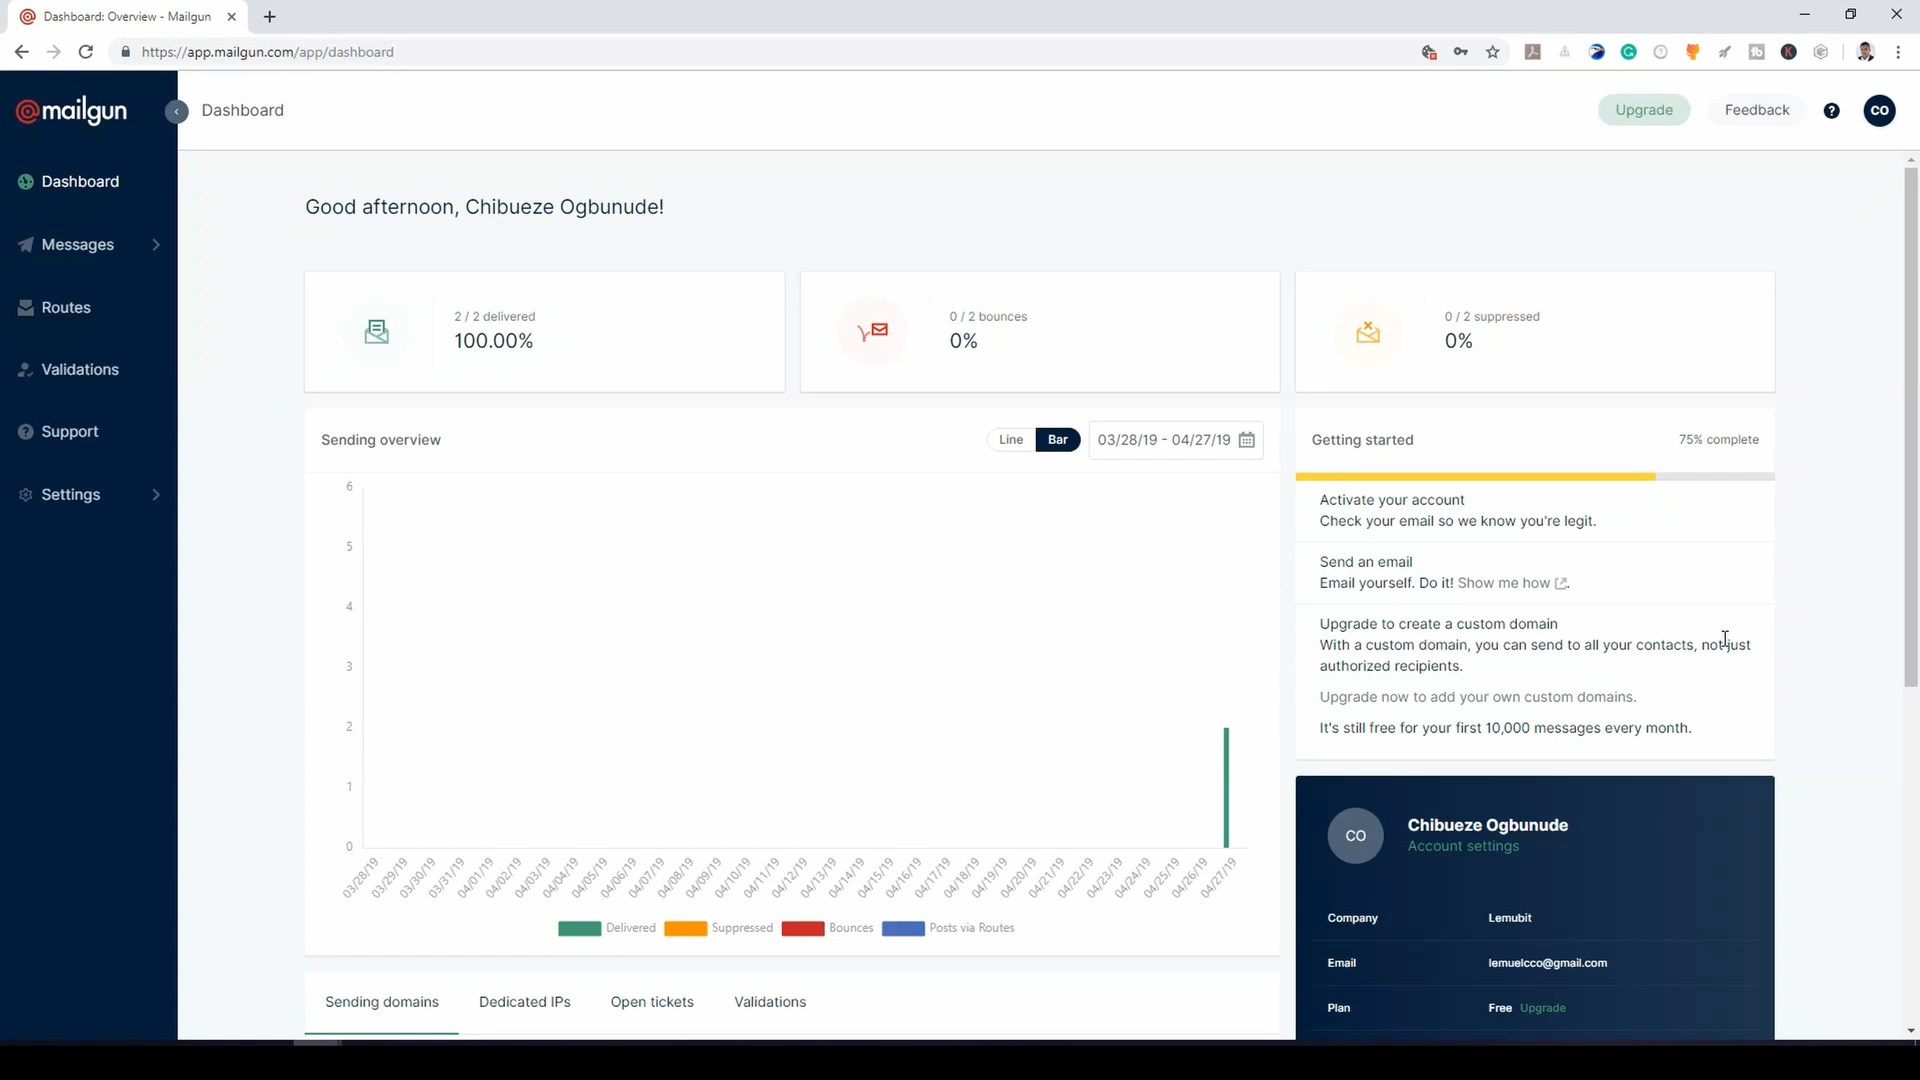 Dashboard: Overview - Mailgun
https://app.mailgun.com/app/dashboard
mailgun
Dashboard
Upgrade
Feedback
CO
Dashboard
Messages
Routes
Validations
Support
Settings
Good afternoon, Chibueze Ogbunude!
2 / 2 delivered
100.00%
0 / 2 bounces
0%
0 / 2 suppressed
0%
Sending overview
Line
Bar
03/28/19 - 04/27/19
6
5
4
3
2
1
0
03/28/19
03/29/19
03/30/19
03/31/19
04/01/19
04/02/19
04/03/19
04/04/19
04/05/19
04/06/19
04/07/19
04/08/19
04/09/19
04/10/19
04/11/19
04/12/19
04/13/19
04/14/19
04/15/19
04/16/19
04/17/19
04/18/19
04/19/19
04/20/19
04/21/19
04/22/19
04/23/19
04/24/19
04/25/19
04/26/19
04/27/19
Delivered
Suppressed
Bounces
Posts via Routes
Getting started
75% complete
Activate your account
Check your email so we know you're legit.
Send an email
Email yourself. Do it! Show me how.
Upgrade to create a custom domain
With a custom domain, you can send to all your contacts, not just
authorized recipients.
Upgrade now to add your own custom domains.
It's still free for your first 10,000 messages every month.
CO
Chibueze Ogbunude
Account settings
Company
Lemubit
Email
lemuelcco@gmail.com
Plan
Free Upgrade
Sending domains
Dedicated IPs
Open tickets
Validations